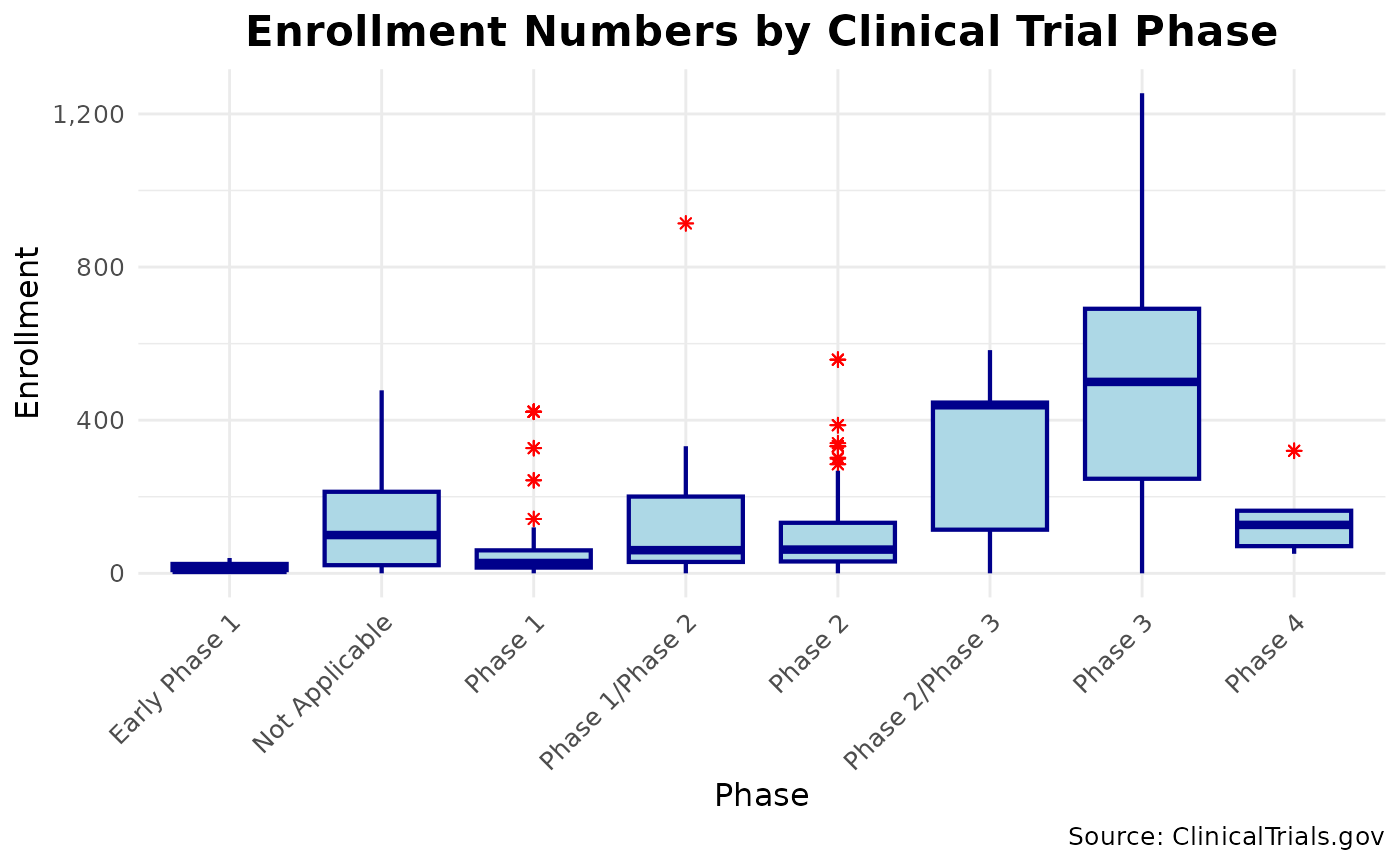 Enrollment Numbers by Clinical Trial Phase
Enrollment
1,200
800
400
0
Early Phase 1
Not Applicable
Phase 1
Phase 1/Phase 2
Phase 2
Phase 2/Phase 3
Phase 3
Phase 4
Phase
Source: ClinicalTrials.gov